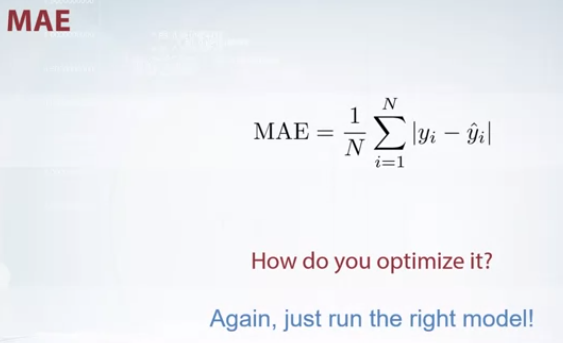 MAE
MAE = \frac{1}{N} \sum_{i=1}^{N} |y_i - \hat{y}_i|
How do you optimize it?
Again, just run the right model!